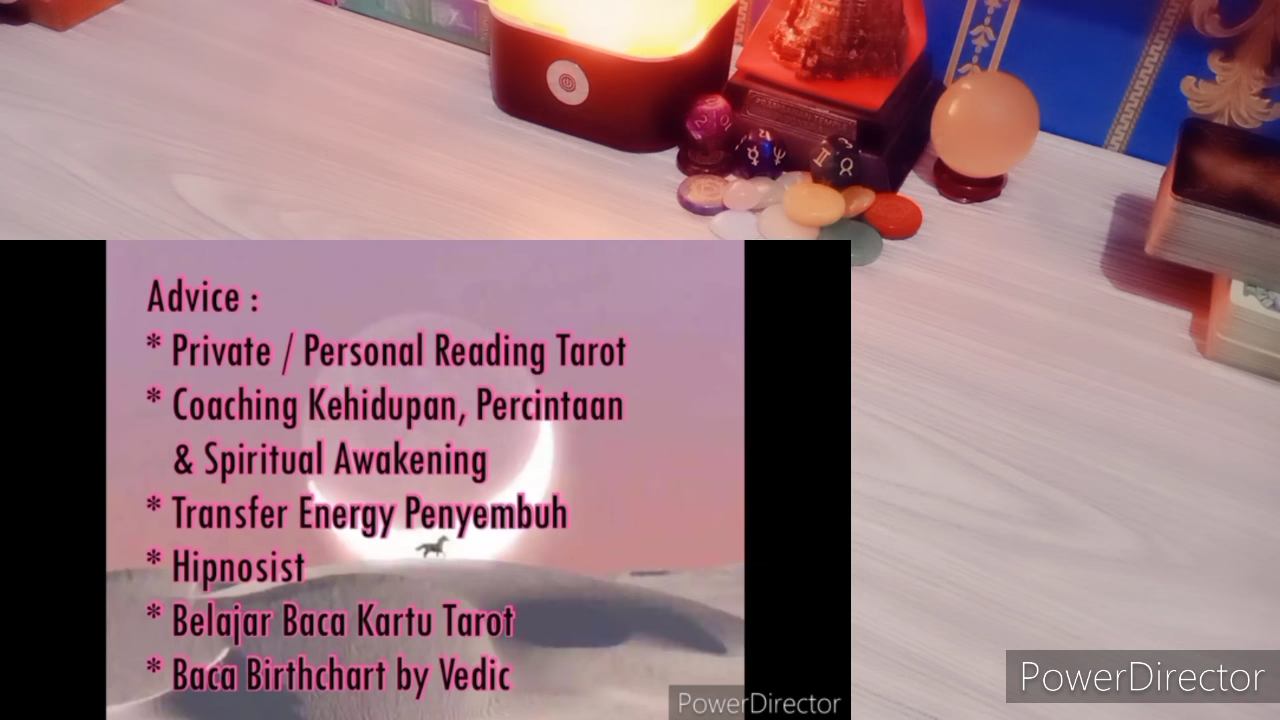 Advice :
* Private / Personal Reading Tarot
* Coaching Kehidupan, Percintaan
& Spiritual Awakening
* Transfer Energy Penyembuh
* Hipnosist
* Belajar Baca Kartu Tarot
* Baca Birthchart by Vedic
PowerDirector
PowerDirector